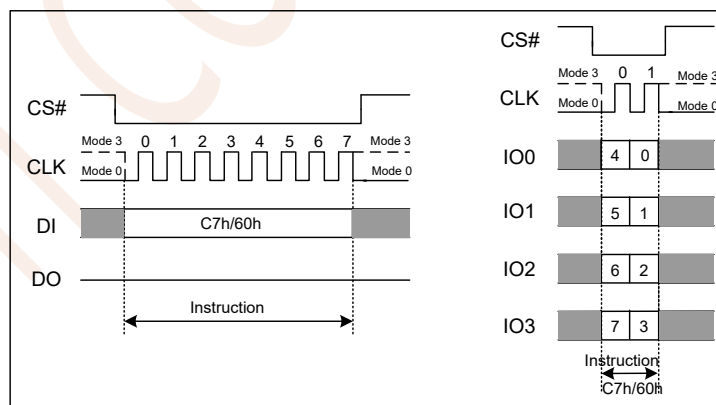 CS#
Mode 3 0 1 2 3 4 5 6 7 Mode 3
CLK
Mode 0 Mode 0
DI C7h/60h
DO
Instruction
CS#
Mode 3 0 1 Mode 3
CLK
Mode 0 Mode 0
IO0 4 0
IO1 5 1
IO2 6 2
IO3 7 3
Instruction
C7h/60h